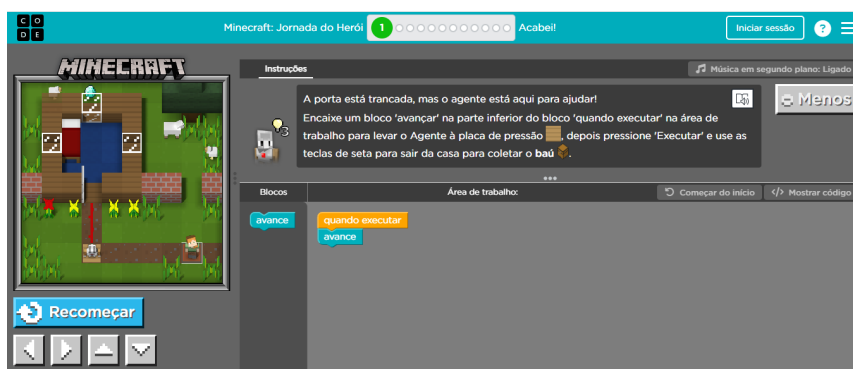 C O
D E
Minecraft: Jornada do Herói
1
Acabei!
Iniciar sessão
?
MINECRAFT
Instruções
Música em segundo plano: Ligado
A porta está trancada, mas o agente está aqui para ajudar!
Encaixe um bloco 'avançar' na parte inferior do bloco 'quando executar' na área de
trabalho para levar o Agente à placa de pressão , depois pressione 'Executar' e use as
teclas de seta para sair da casa para coletar o baú .
3
Menos
Blocos
Área de trabalho:
Começar do início
</> Mostrar código
avance
quando executar
avance
Recomeçar